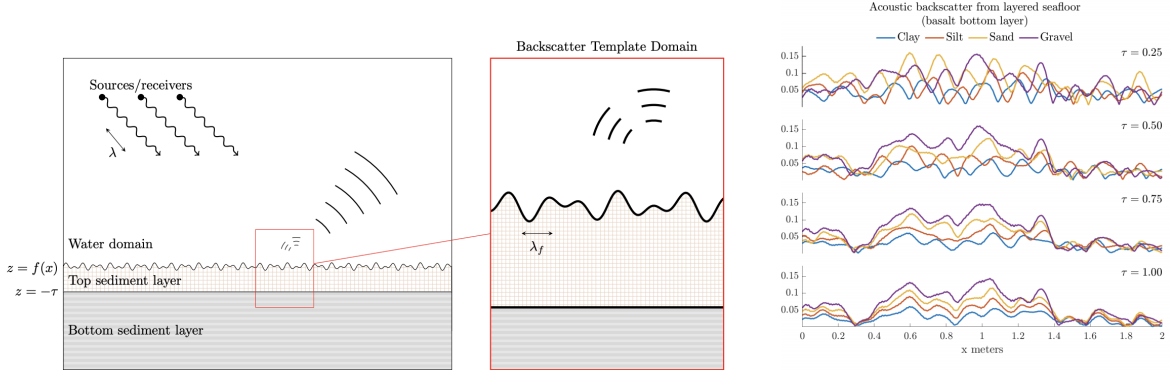 Sources/receivers
λ
Water domain
z = f(x)
Top sediment layer
z = −τ
Bottom sediment layer
Backscatter Template Domain
λf
Acoustic backscatter from layered seafloor
(basalt bottom layer)
Clay Silt Sand Gravel
τ = 0.25
0.15
0.1
0.05
τ = 0.50
0.15
0.1
0.05
τ = 0.75
0.15
0.1
0.05
τ = 1.00
0.15
0.1
0.05
0 0.2 0.4 0.6 0.8 1 1.2 1.4 1.6 1.8 2
x meters